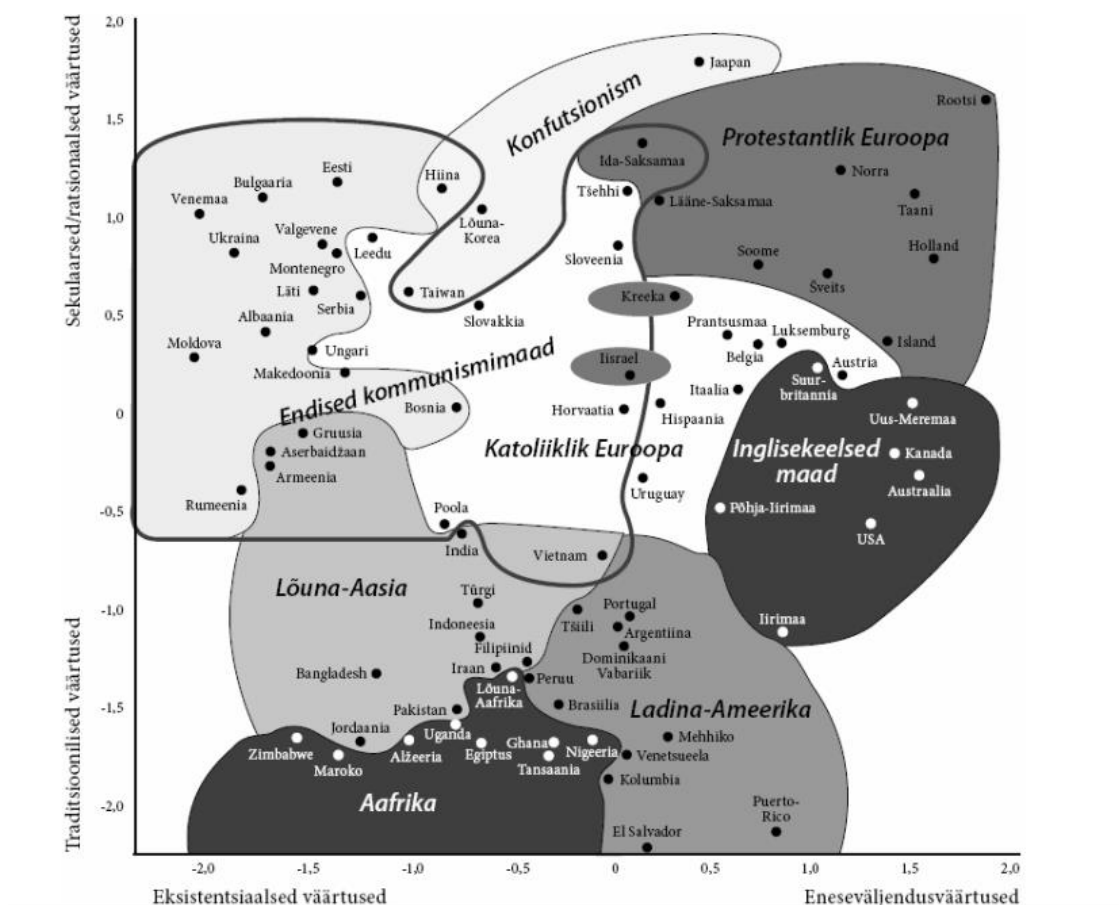 Sekulaarsed/ratsionaalsed väärtused
Traditsioonilised väärtused
2,0
1,5
1,0
0,5
0
-0,5
-1,0
-1,5
-2,0
Jaapan
Konfutsionism
Rootsi
Protestantlik Euroopa
Ida-Saksamaa
Norra
Eesti
Hiina
Bulgaaria
Tšehhi
Lääne-Saksamaa
Taani
Venemaa
Lõuna-
Korea
Valgevene
Ukraina
Leedu
Sloveenia
Soome
Holland
Montenegro
Šveits
Läti
Serbia
Taiwan
Kreeka
Slovakkia
Albaania
Prantsusmaa
Luksemburg
Moldova
Ungari
Belgia
Island
Iisrael
Austria
Makedoonia
Suur-
britannia
Endised kommunismimaad
Itaalia
Bosnia
Horvaatia
Hispaania
Uus-Meremaa
Gruusia
Katoliiklik Euroopa
Inglisekeelsed
maad
Kanada
Aserbaidžaan
Armeenia
Austraalia
Uruguay
Rumeenia
Põhja-Iirimaa
Poola
USA
India
Vietnam
Lõuna-Aasia
Türgi
Portugal
Iirimaa
Indoneesia
Tšiili
Argentiina
Filipiinid
Dominikaani
Vabariik
Iraan
Bangladesh
Peruu
Lõuna-
Aafrika
Pakistan
Brasiilia
Ladina-Ameerika
Jordaania
Uganda
Mehhiko
Zimbabwe
Maroko
Alžeeria
Egiptus
Ghana
Nigeeria
Venetsueela
Tansaania
Kolumbia
Aafrika
Puerto-
Rico
El Salvador
-2,0
-1,5
-1,0
-0,5
0
0,5
1,0
1,5
2,0
Eksistentsiaalsed väärtused
Eneseväljendusväärtused